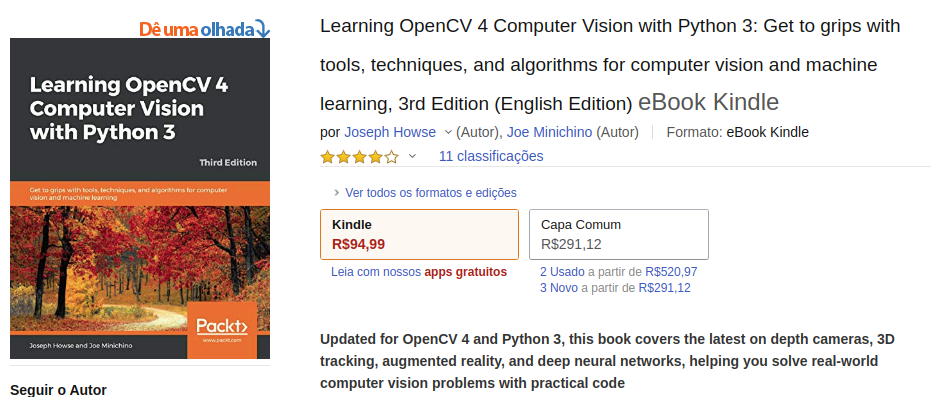 Dê uma olhada
Learning OpenCV 4
Computer Vision
with Python 3
Third Edition
Get to grips with tools, techniques, and algorithms for computer
vision and machine learning
Packt>
www.packt.com
Joseph Howse and Joe Minichino
Seguir o Autor
Learning OpenCV 4 Computer Vision with Python 3: Get to grips with
tools, techniques, and algorithms for computer vision and machine
learning, 3rd Edition (English Edition) eBook Kindle
por Joseph Howse (Autor), Joe Minichino (Autor) Formato: eBook Kindle
11 classificações
Ver todos os formatos e edições
Kindle
R$94,99
Leia com nossos apps gratuitos
Capa Comum
R$291,12
2 Usado a partir de R$520,97
3 Novo a partir de R$291,12
Updated for OpenCV 4 and Python 3, this book covers the latest on depth cameras, 3D
tracking, augmented reality, and deep neural networks, helping you solve real-world
computer vision problems with practical code